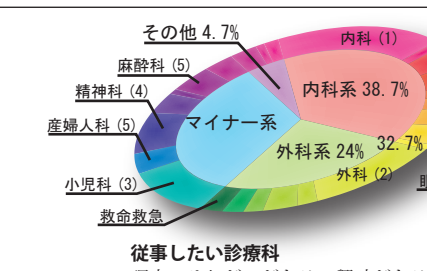 その他 4.7%
内科 (1)
麻酔科 (5)
精神科 (4)
内科系 38.7%
産婦人科 (5)
マイナー系
外科系 24%
32.7%
外科 (2)
小児科 (3)
救命救急
従事したい診療科